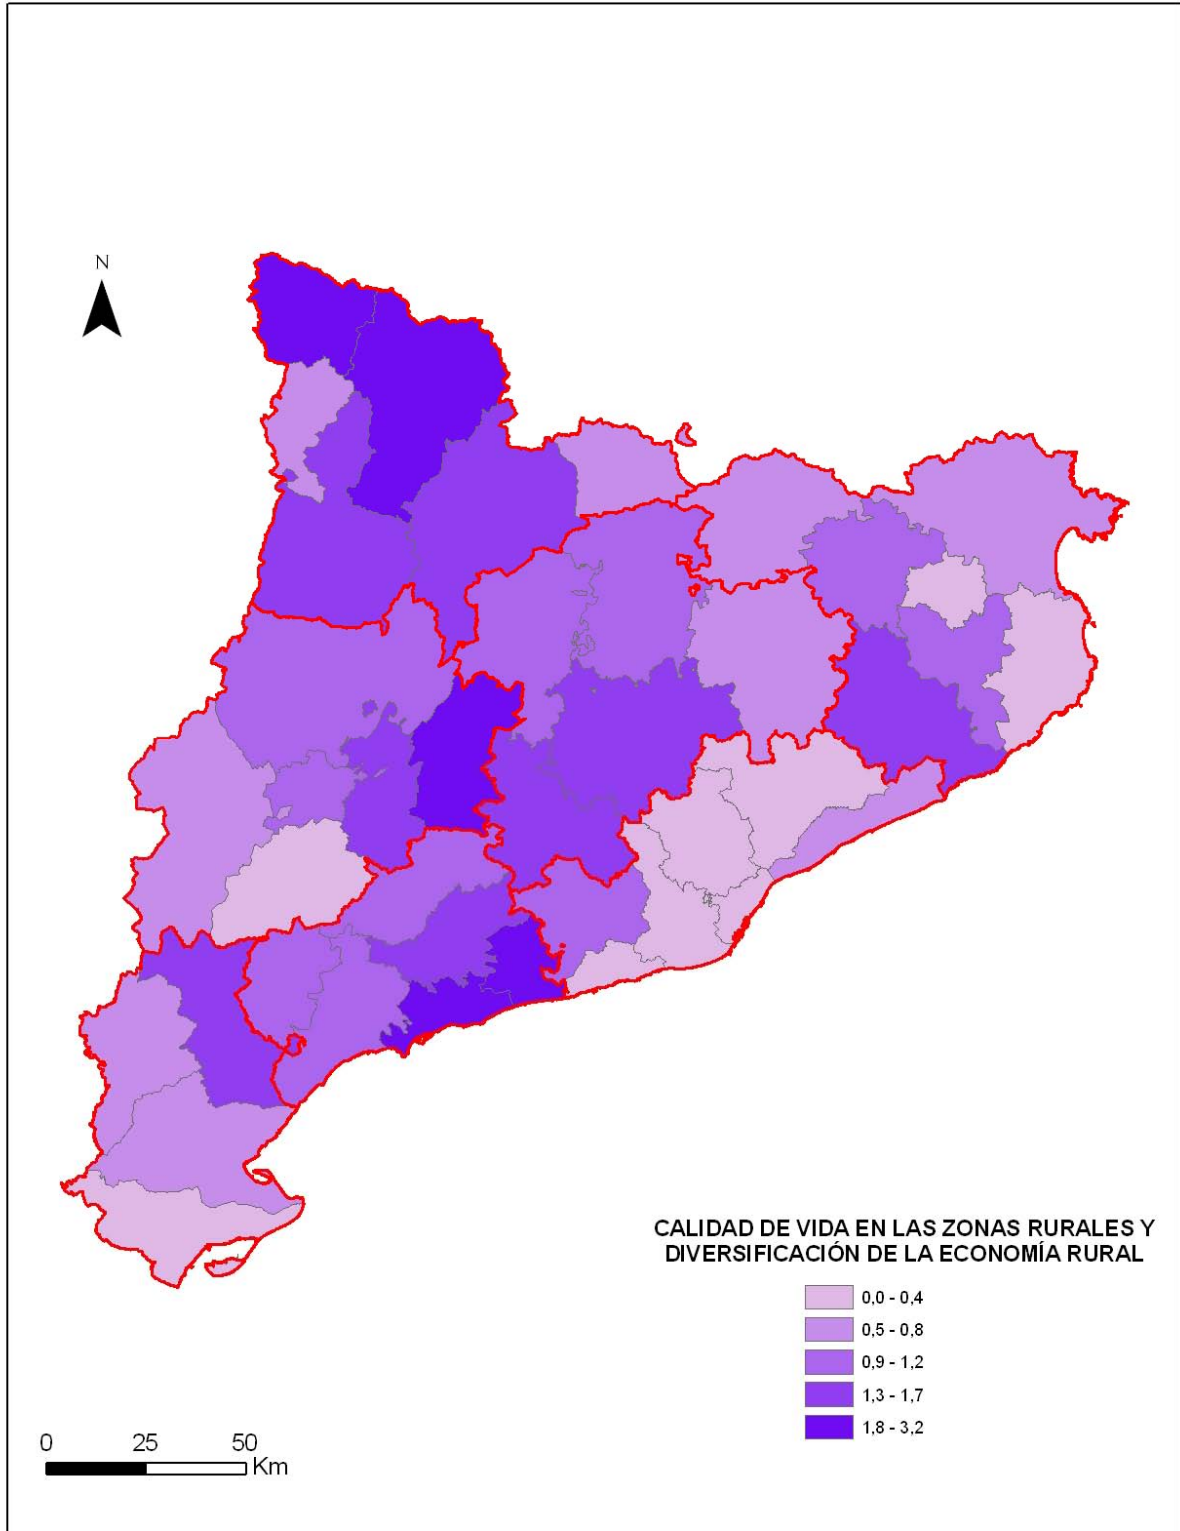 N
CALIDAD DE VIDA EN LAS ZONAS RURALES Y
DIVERSIFICACIÓN DE LA ECONOMÍA RURAL
0,0 - 0,4
0,5 - 0,8
0,9 - 1,2
1,3 - 1,7
1,8 - 3,2
0 25 50
Km